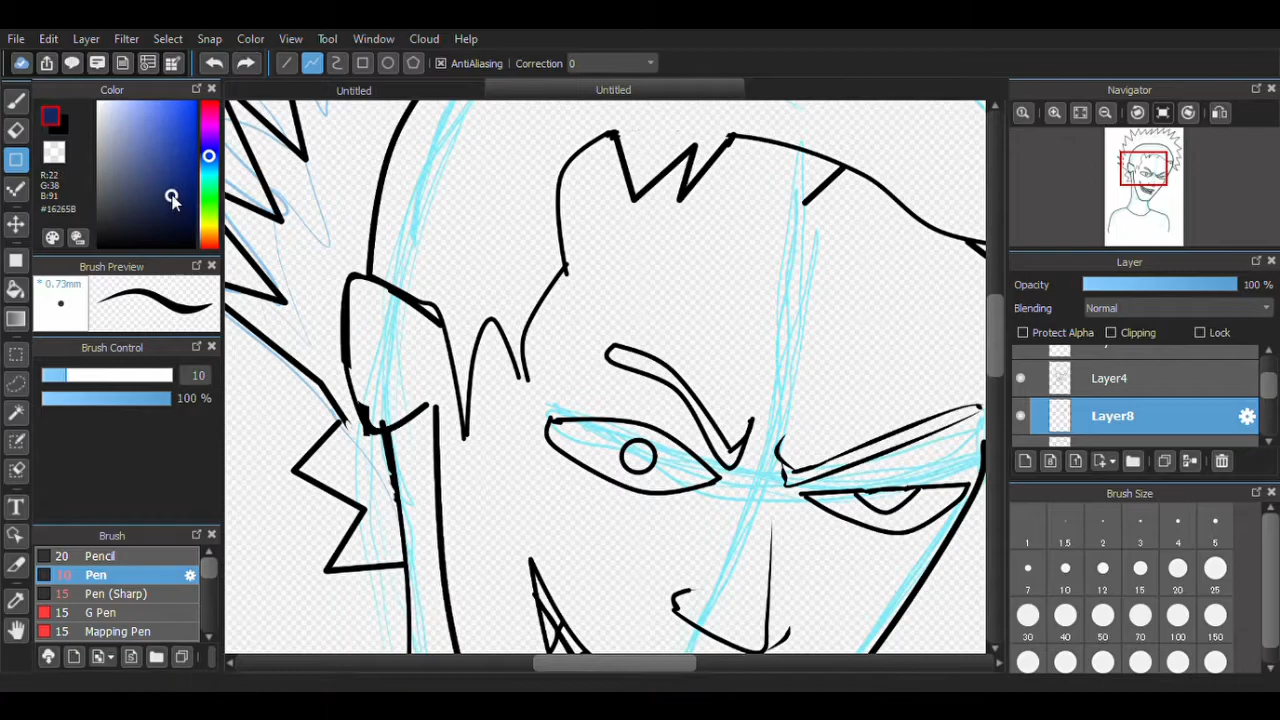 File Edit Layer Filter Select Snap Color View Tool Window Cloud Help
AntiAliasing Correction 0
Color
Untitled
Untitled
Navigator
R:22
G:38
B:91
#16265B
Brush Preview
* 0.73mm
Brush Control
10
100 %
Layer
Opacity 100 %
Blending Normal
Protect Alpha Clipping Lock
Layer4
Layer8
Brush
20 Pencil
10 Pen
15 Pen (Sharp)
15 G Pen
15 Mapping Pen
Brush Size
1 1.5 2 3 4 5
7 10 12 15 20 25
30 40 50 70 100 150
T